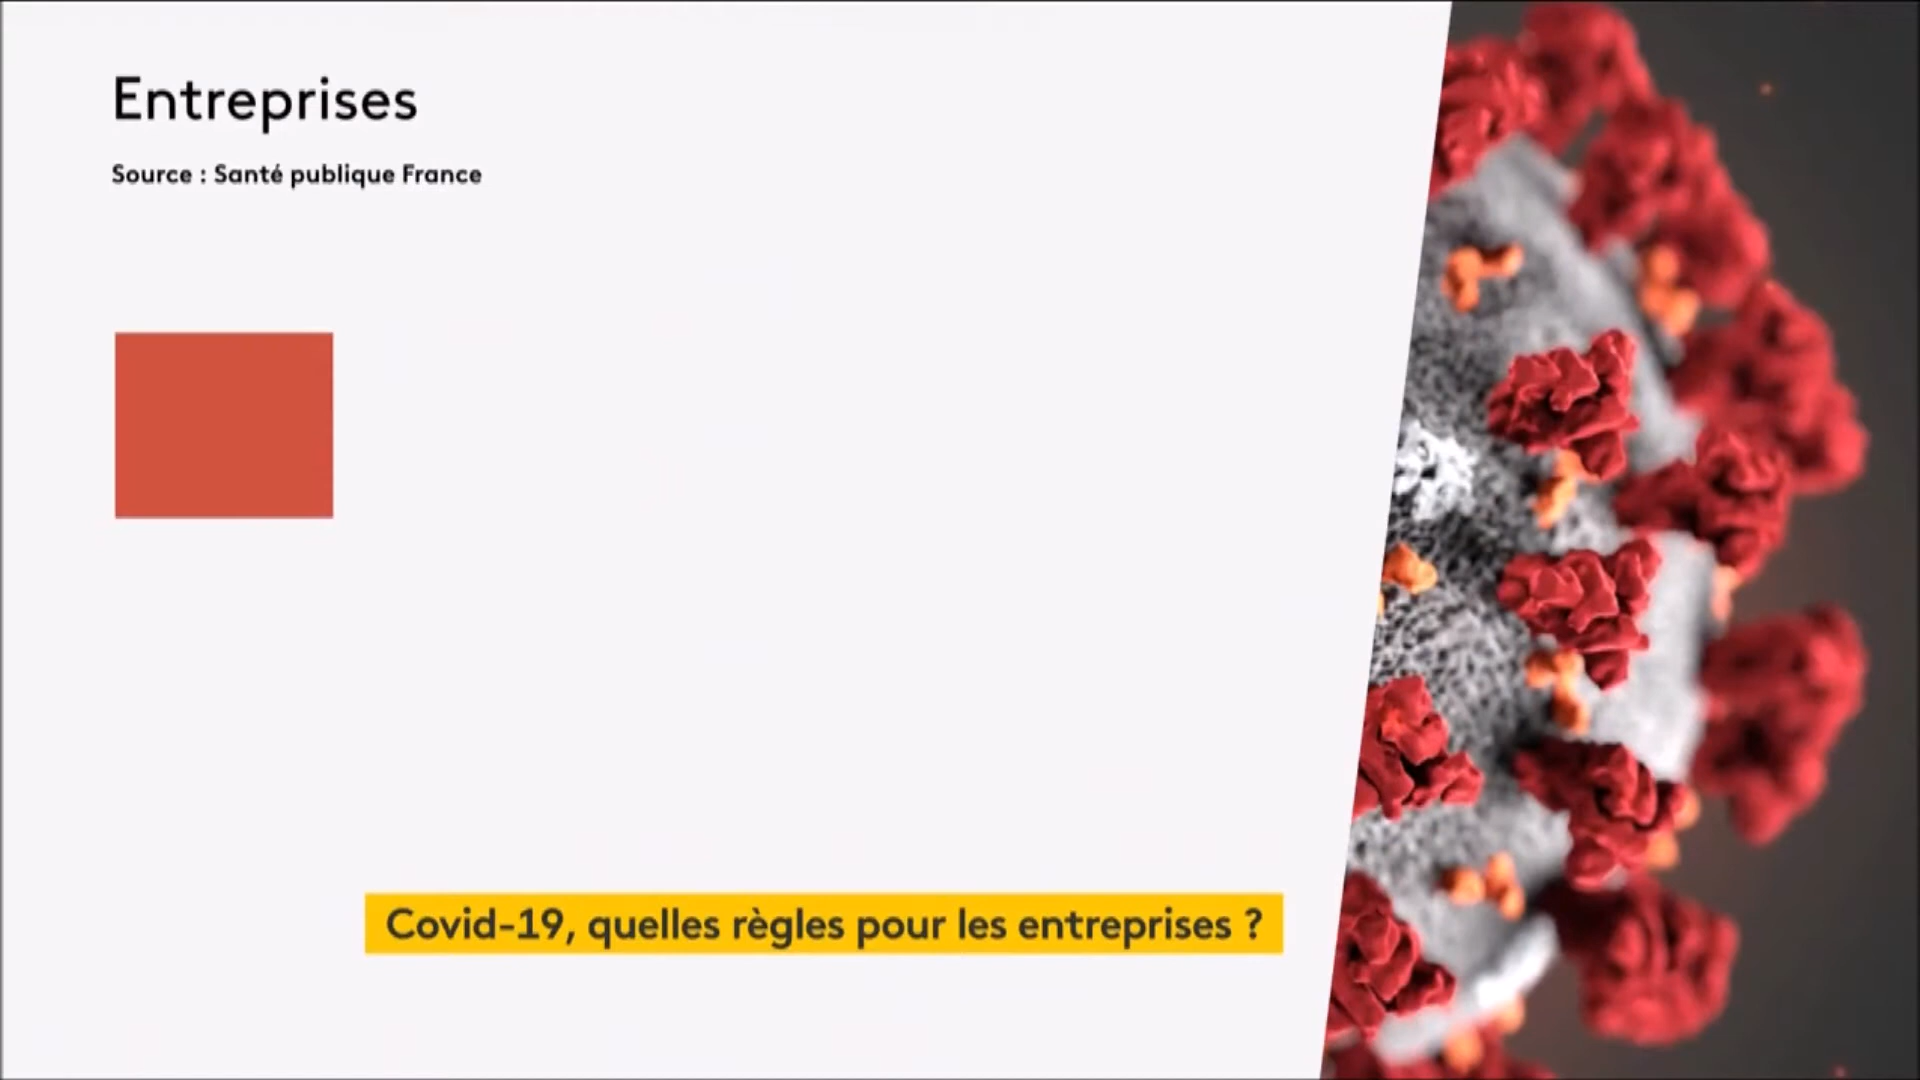 Entreprises
Source : Santé publique France
Covid-19, quelles règles pour les entreprises ?